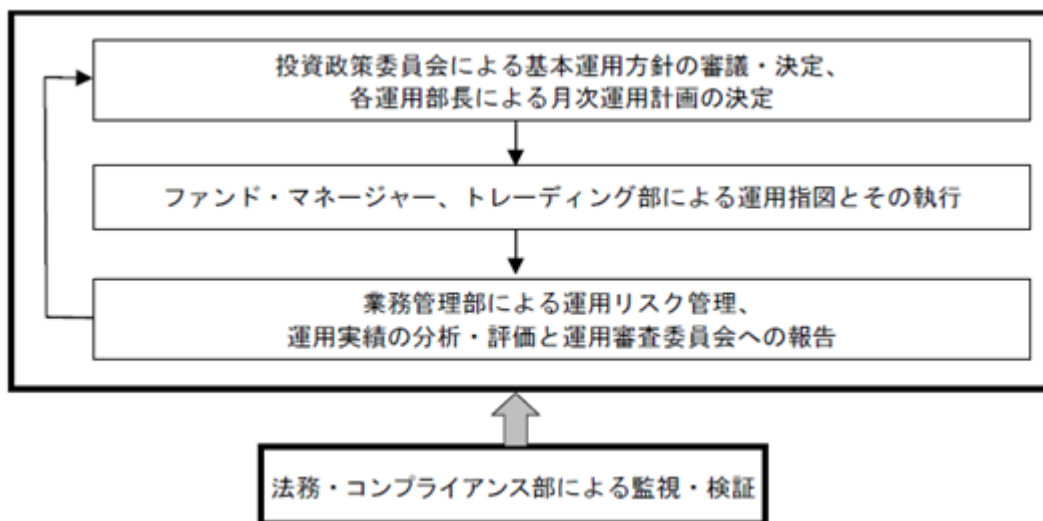 投資政策委員会による基本運用方針の審議・決定、
各運用部長による月次運用計画の決定
ファンド・マネージャー、トレーディング部による運用指図とその執行
業務管理部による運用リスク管理、
運用実績の分析・評価と運用審査委員会への報告
法務・コンプライアンス部による監視・検証